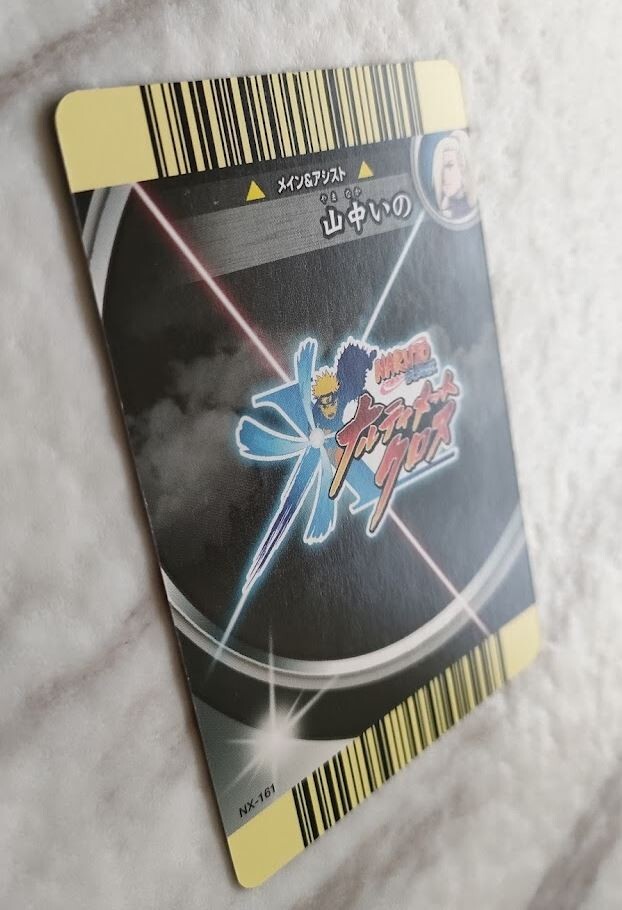 ▲ メイン&アシスト ▲
やま なか
山中いの
NARUTO
ナルティメット
クロス
NX-161